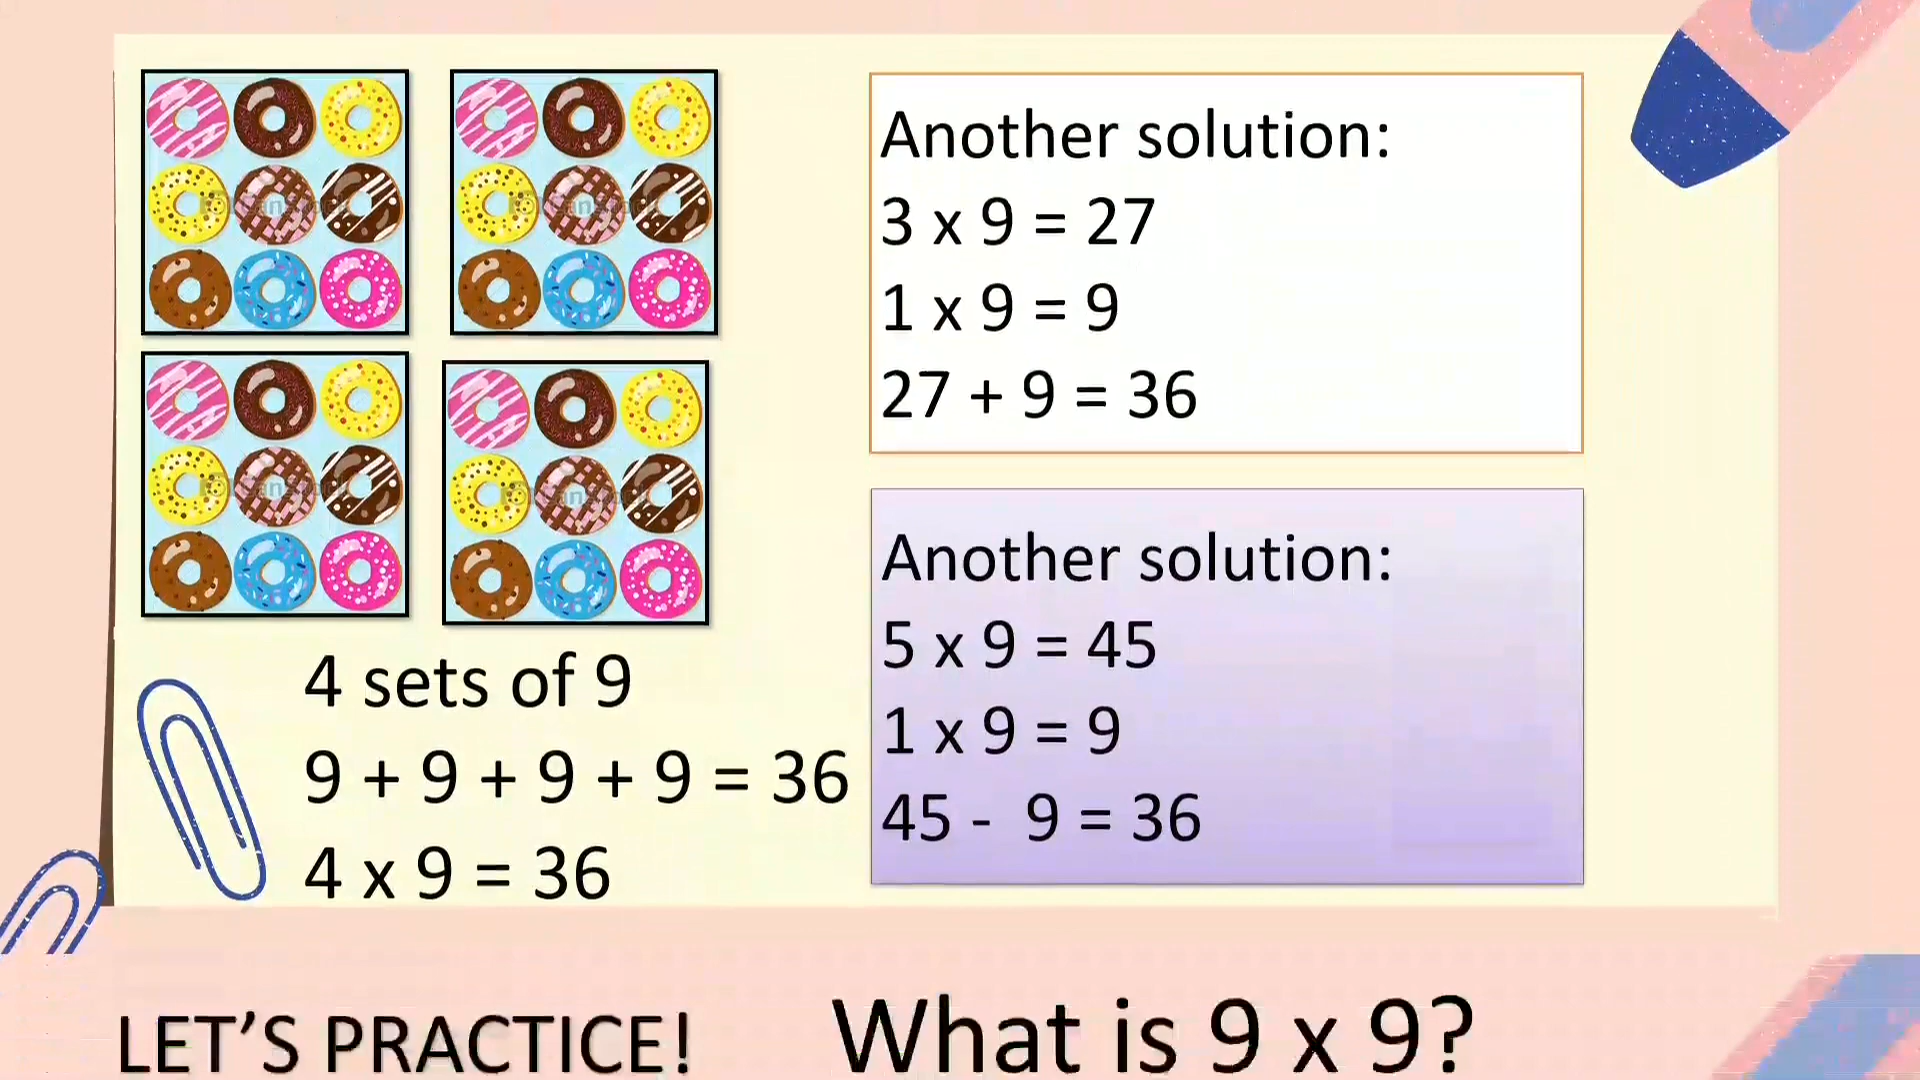 Another solution:
3 x 9 = 27
1 x 9 = 9
27 + 9 = 36
Another solution:
5 x 9 = 45
1 x 9 = 9
45 - 9 = 36
4 sets of 9
9 + 9 + 9 + 9 = 36
4 x 9 = 36
LET’S PRACTICE!
What is 9 x 9?